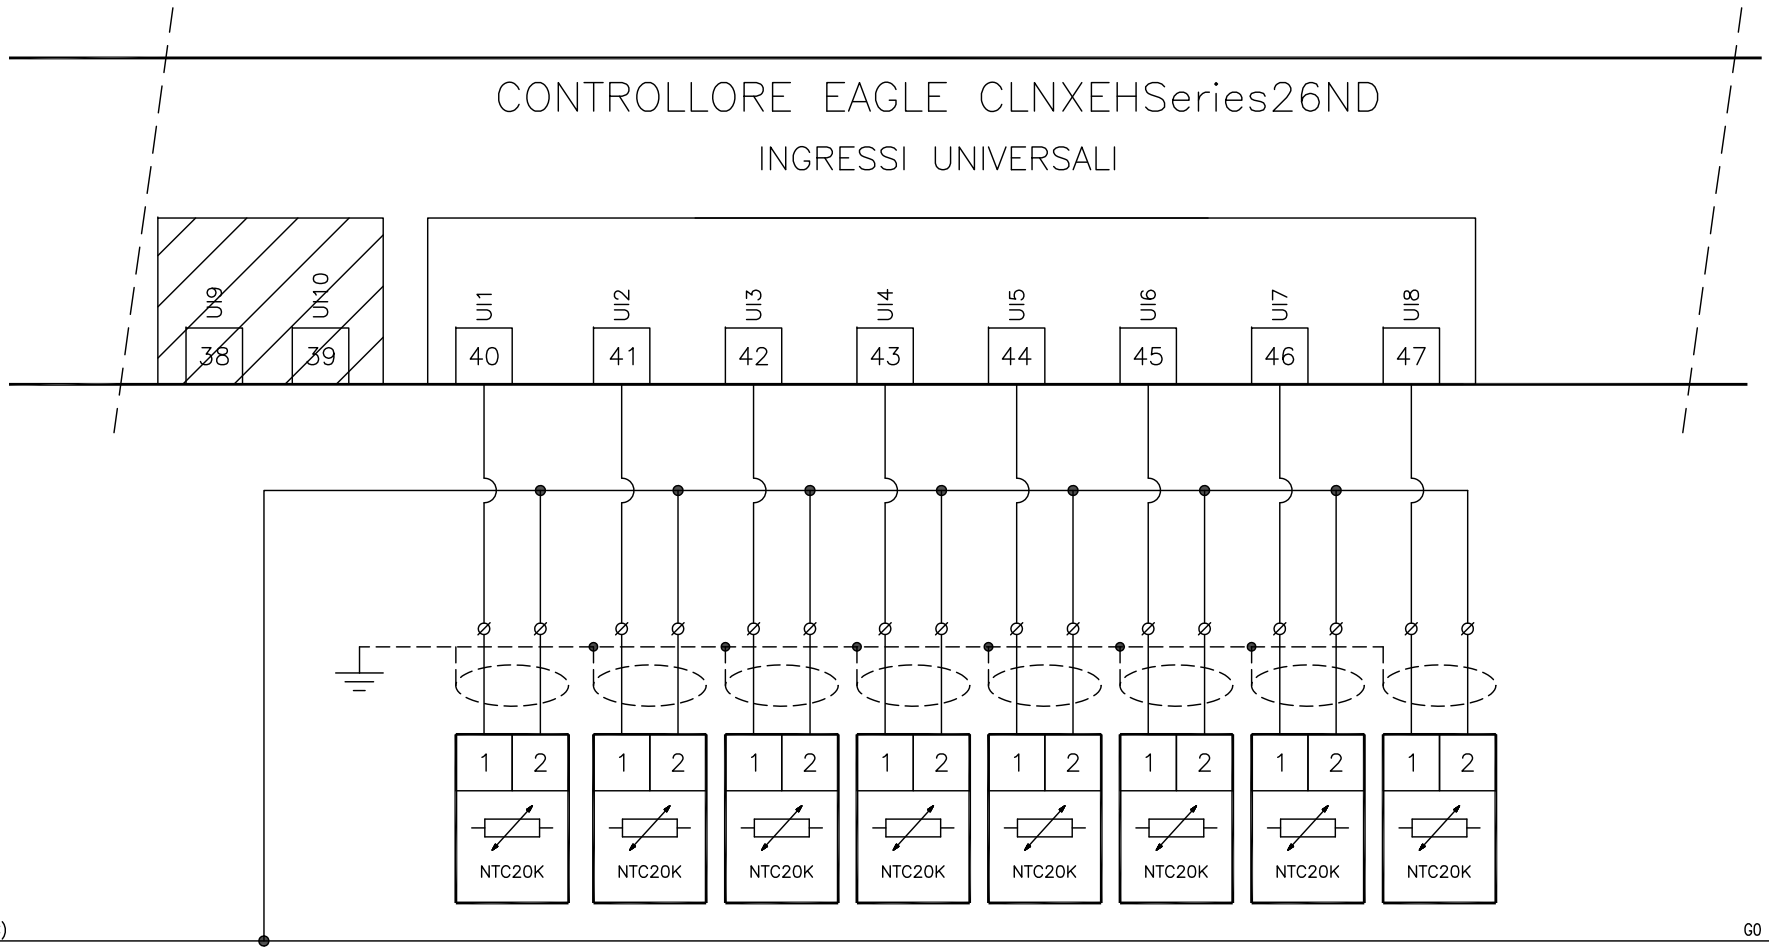 CONTROLLORE EAGLE CLNXEHSeries26ND
INGRESSI UNIVERSALI
UI9 UI10 UI1 UI2 UI3 UI4 UI5 UI6 UI7 UI8
38 39 40 41 42 43 44 45 46 47
1 2 1 2 1 2 1 2 1 2 1 2 1 2 1 2
NTC20K NTC20K NTC20K NTC20K NTC20K NTC20K NTC20K NTC20K
) G0